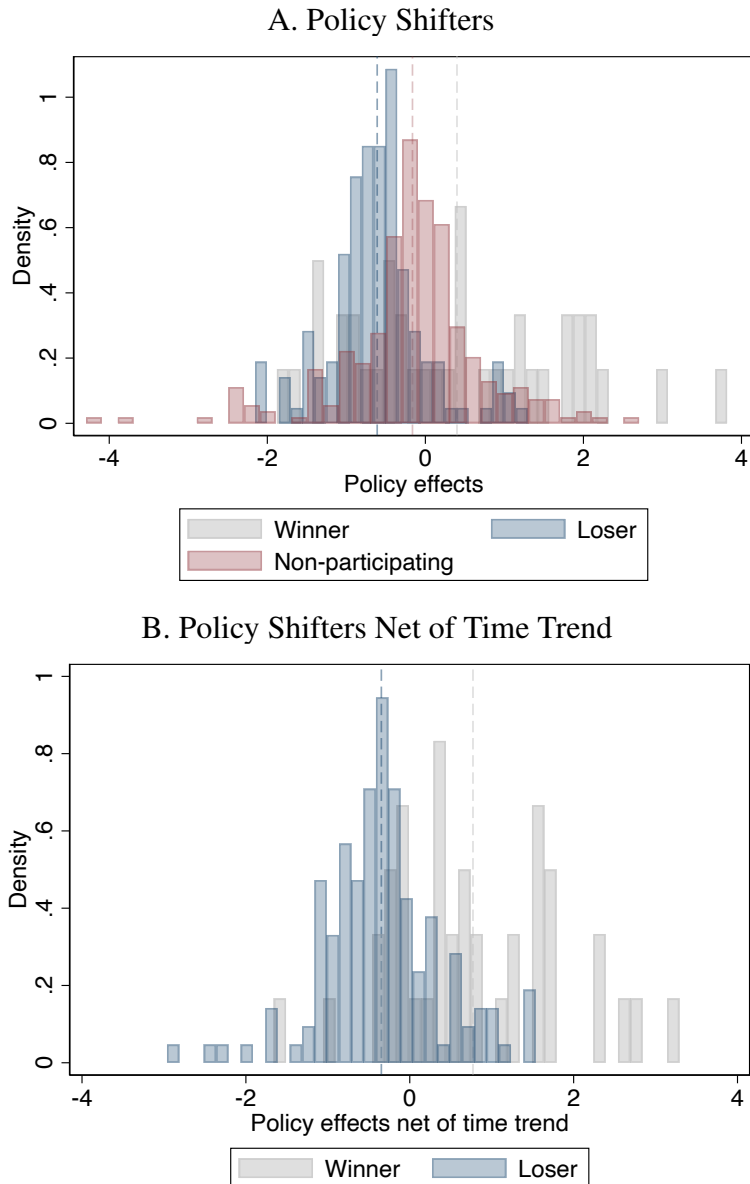 A. Policy Shifters
1
.8
.6
.4
.2
0
Density
-4 -2 0 2 4
Policy effects
Winner Loser
Non-participating
B. Policy Shifters Net of Time Trend
1
.8
.6
.4
.2
0
Density
-4 -2 0 2 4
Policy effects net of time trend
Winner Loser